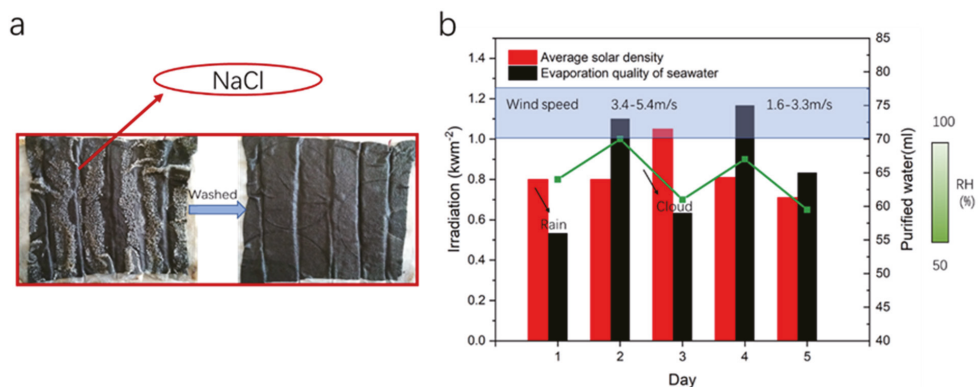 a
NaCl
Washed
b
Average solar density
Evaporation quality of seawater
Wind speed 3.4-5.4m/s 1.6-3.3m/s
Rain
Cloud
Irradiation (kwm⁻²)
0.0
0.2
0.4
0.6
0.8
1.0
1.2
1.4
1 2 3 4 5
Day
85
80
75
70
65
60
55
50
45
40
Purified water(ml)
100
RH
(%)
50